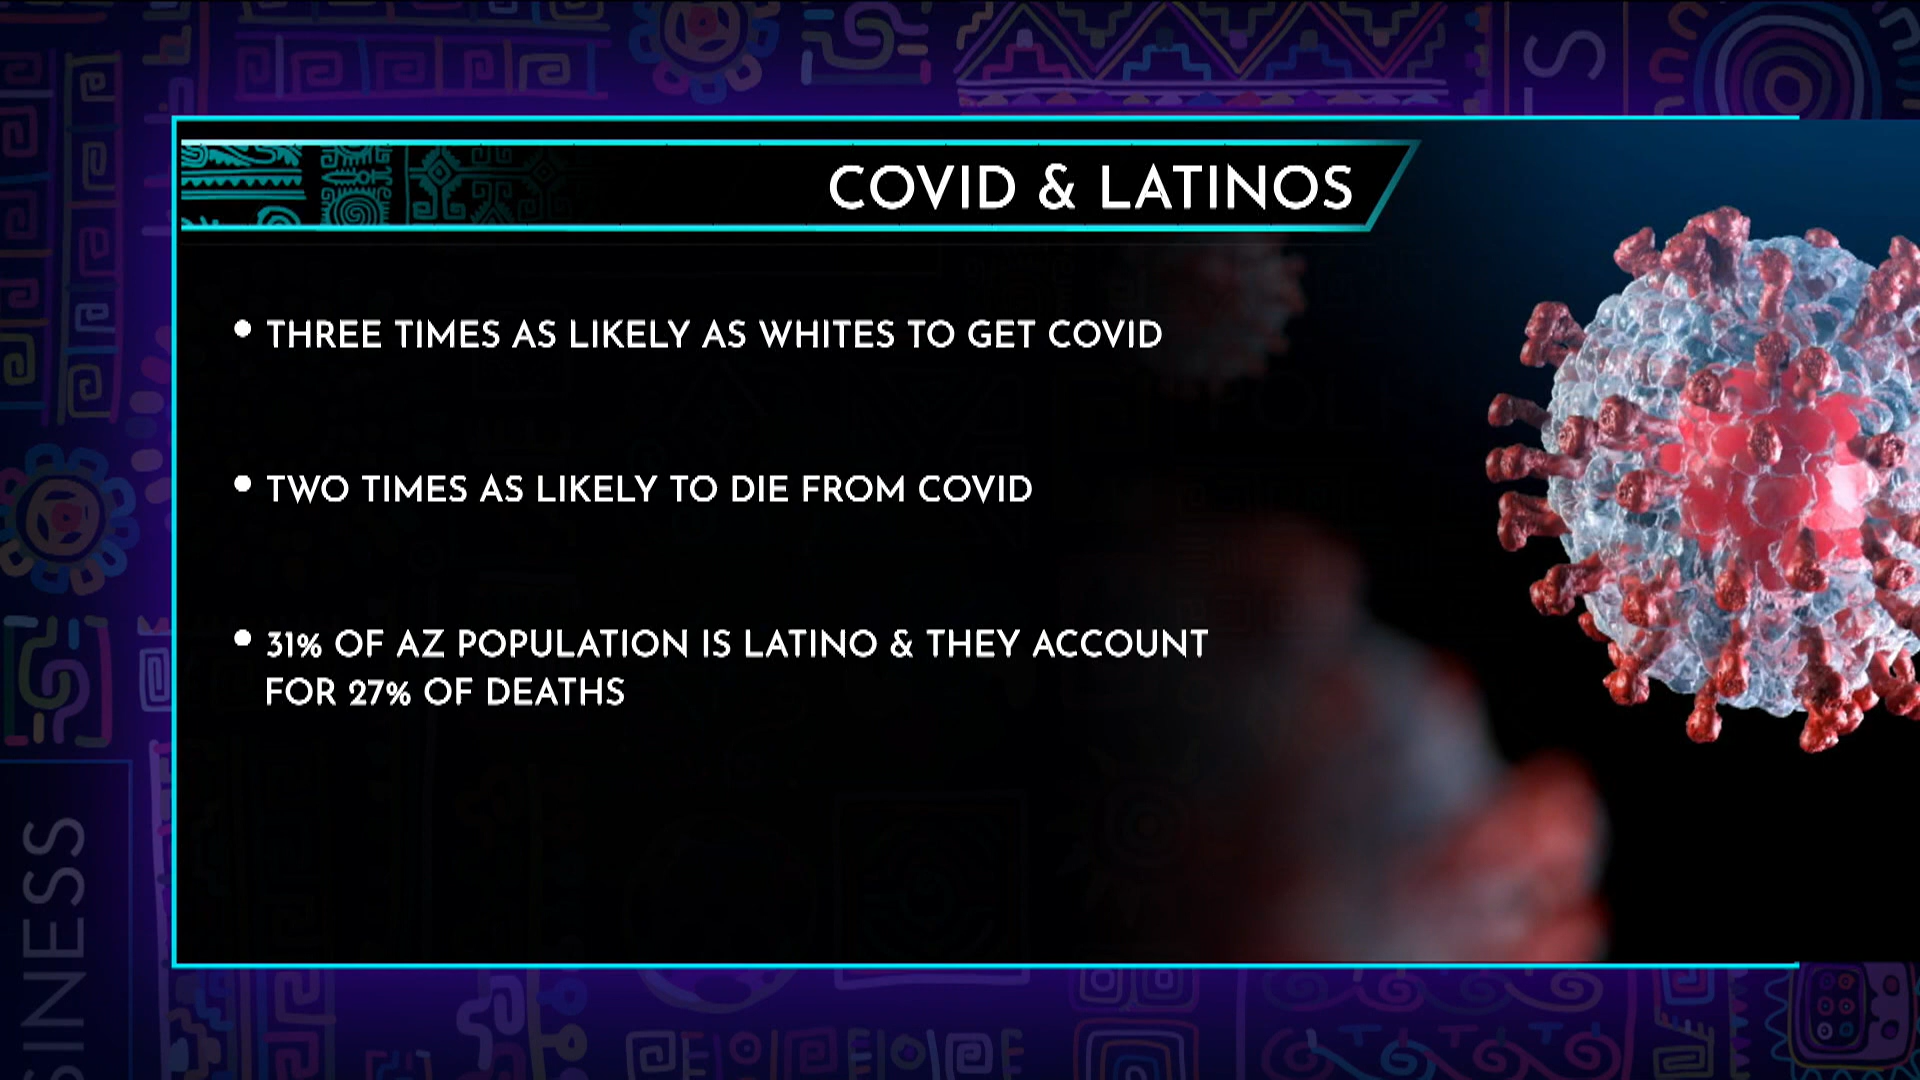 COVID & LATINOS
• THREE TIMES AS LIKELY AS WHITES TO GET COVID
• TWO TIMES AS LIKELY TO DIE FROM COVID
• 31% OF AZ POPULATION IS LATINO & THEY ACCOUNT
FOR 27% OF DEATHS
SINESS